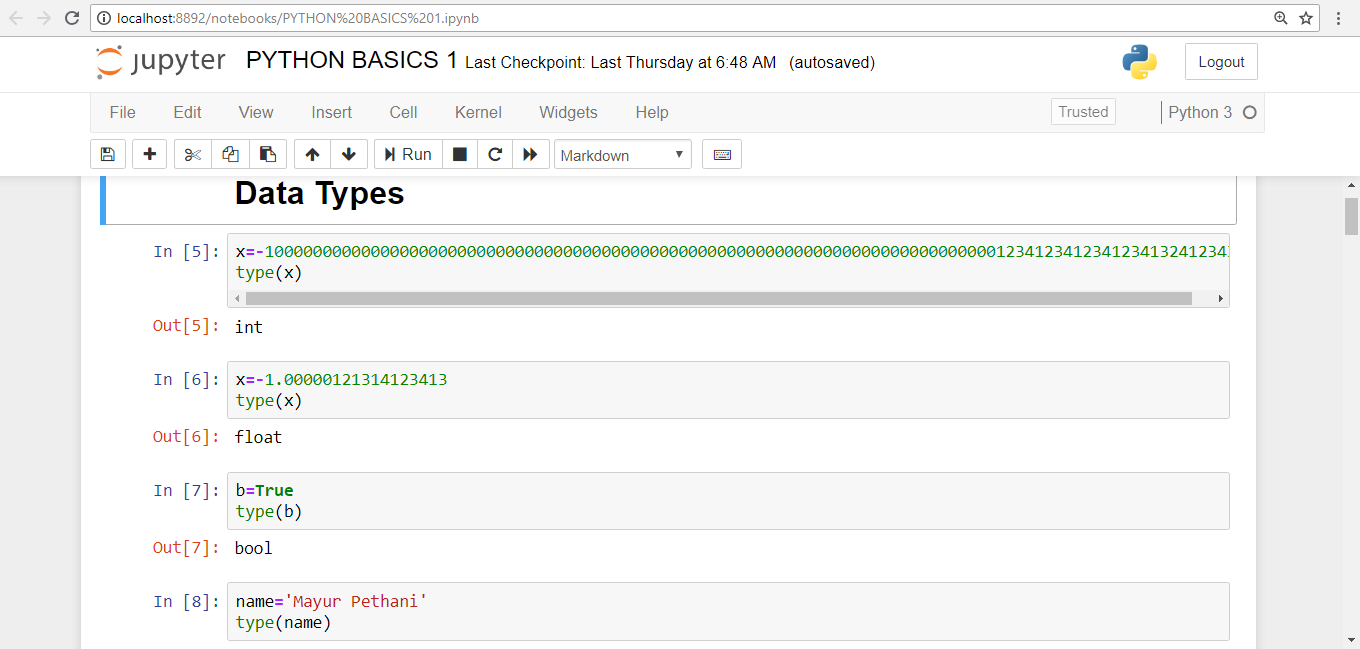 localhost:8892/notebooks/PYTHON%20BASICS%201.ipynb
jupyter PYTHON BASICS 1 Last Checkpoint: Last Thursday at 6:48 AM (autosaved)
Logout
File Edit View Insert Cell Kernel Widgets Help
Trusted
Python 3
Run
Markdown
Data Types
In [5]: x=-1000000000000000000000000000000000000000000000000000000000000000000000000000123412341234123413241234
type(x)
Out[5]: int
In [6]: x=-1.00000121314123413
type(x)
Out[6]: float
In [7]: b=True
type(b)
Out[7]: bool
In [8]: name='Mayur Pethani'
type(name)